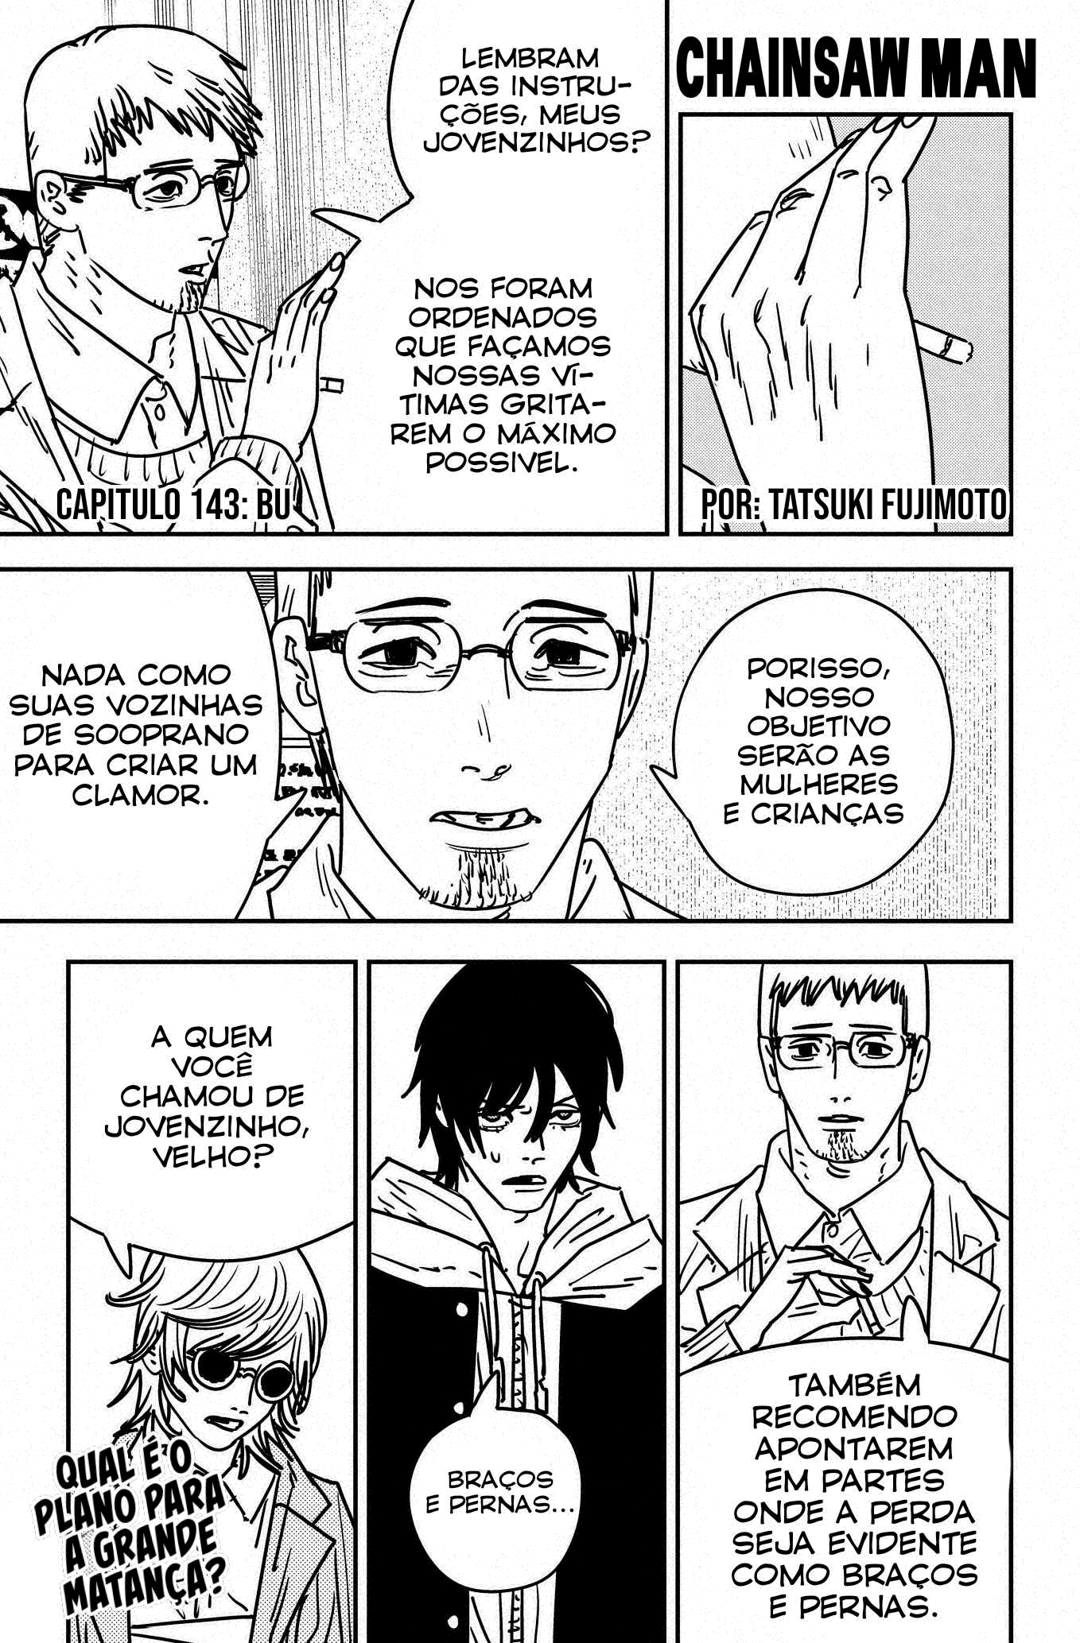 CHAINSAW MAN
LEMBRAM
DAS INSTRU-
ÇÕES, MEUS
JOVENZINHOS?
NOS FORAM
ORDENADOS
QUE FAÇAMOS
NOSSAS VÍ-
TIMAS GRITA-
REM O MÁXIMO
POSSIVEL.
CAPITULO 143: BU
POR: TATSUKI FUJIMOTO
PORISSO,
NOSSO
OBJETIVO
SERÃO AS
MULHERES
E CRIANÇAS
NADA COMO
SUAS VOZINHAS
DE SOOPRANO
PARA CRIAR UM
CLAMOR.
TAMBÉM
RECOMENDO
APONTAREM
EM PARTES
ONDE A PERDA
SEJA EVIDENTE
COMO BRAÇOS
E PERNAS.
BRAÇOS
E PERNAS...
A QUEM
VOCÊ
CHAMOU DE
JOVENZINHO,
VELHO?
QUAL É O
PLANO PARA
A GRANDE
MATANÇA?